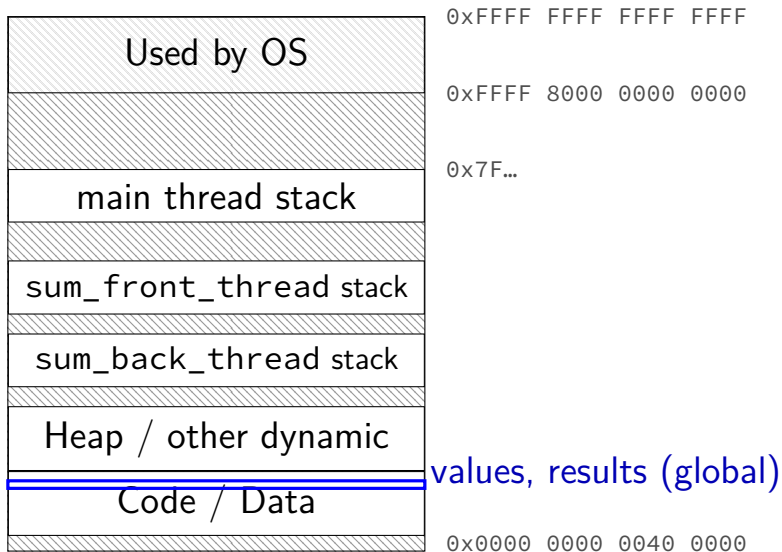 0xFFFF FFFF FFFF FFFF
Used by OS
0xFFFF 8000 0000 0000
0x7F…
main thread stack
sum_front_thread stack
sum_back_thread stack
Heap / other dynamic
values, results (global)
Code / Data
0x0000 0000 0040 0000